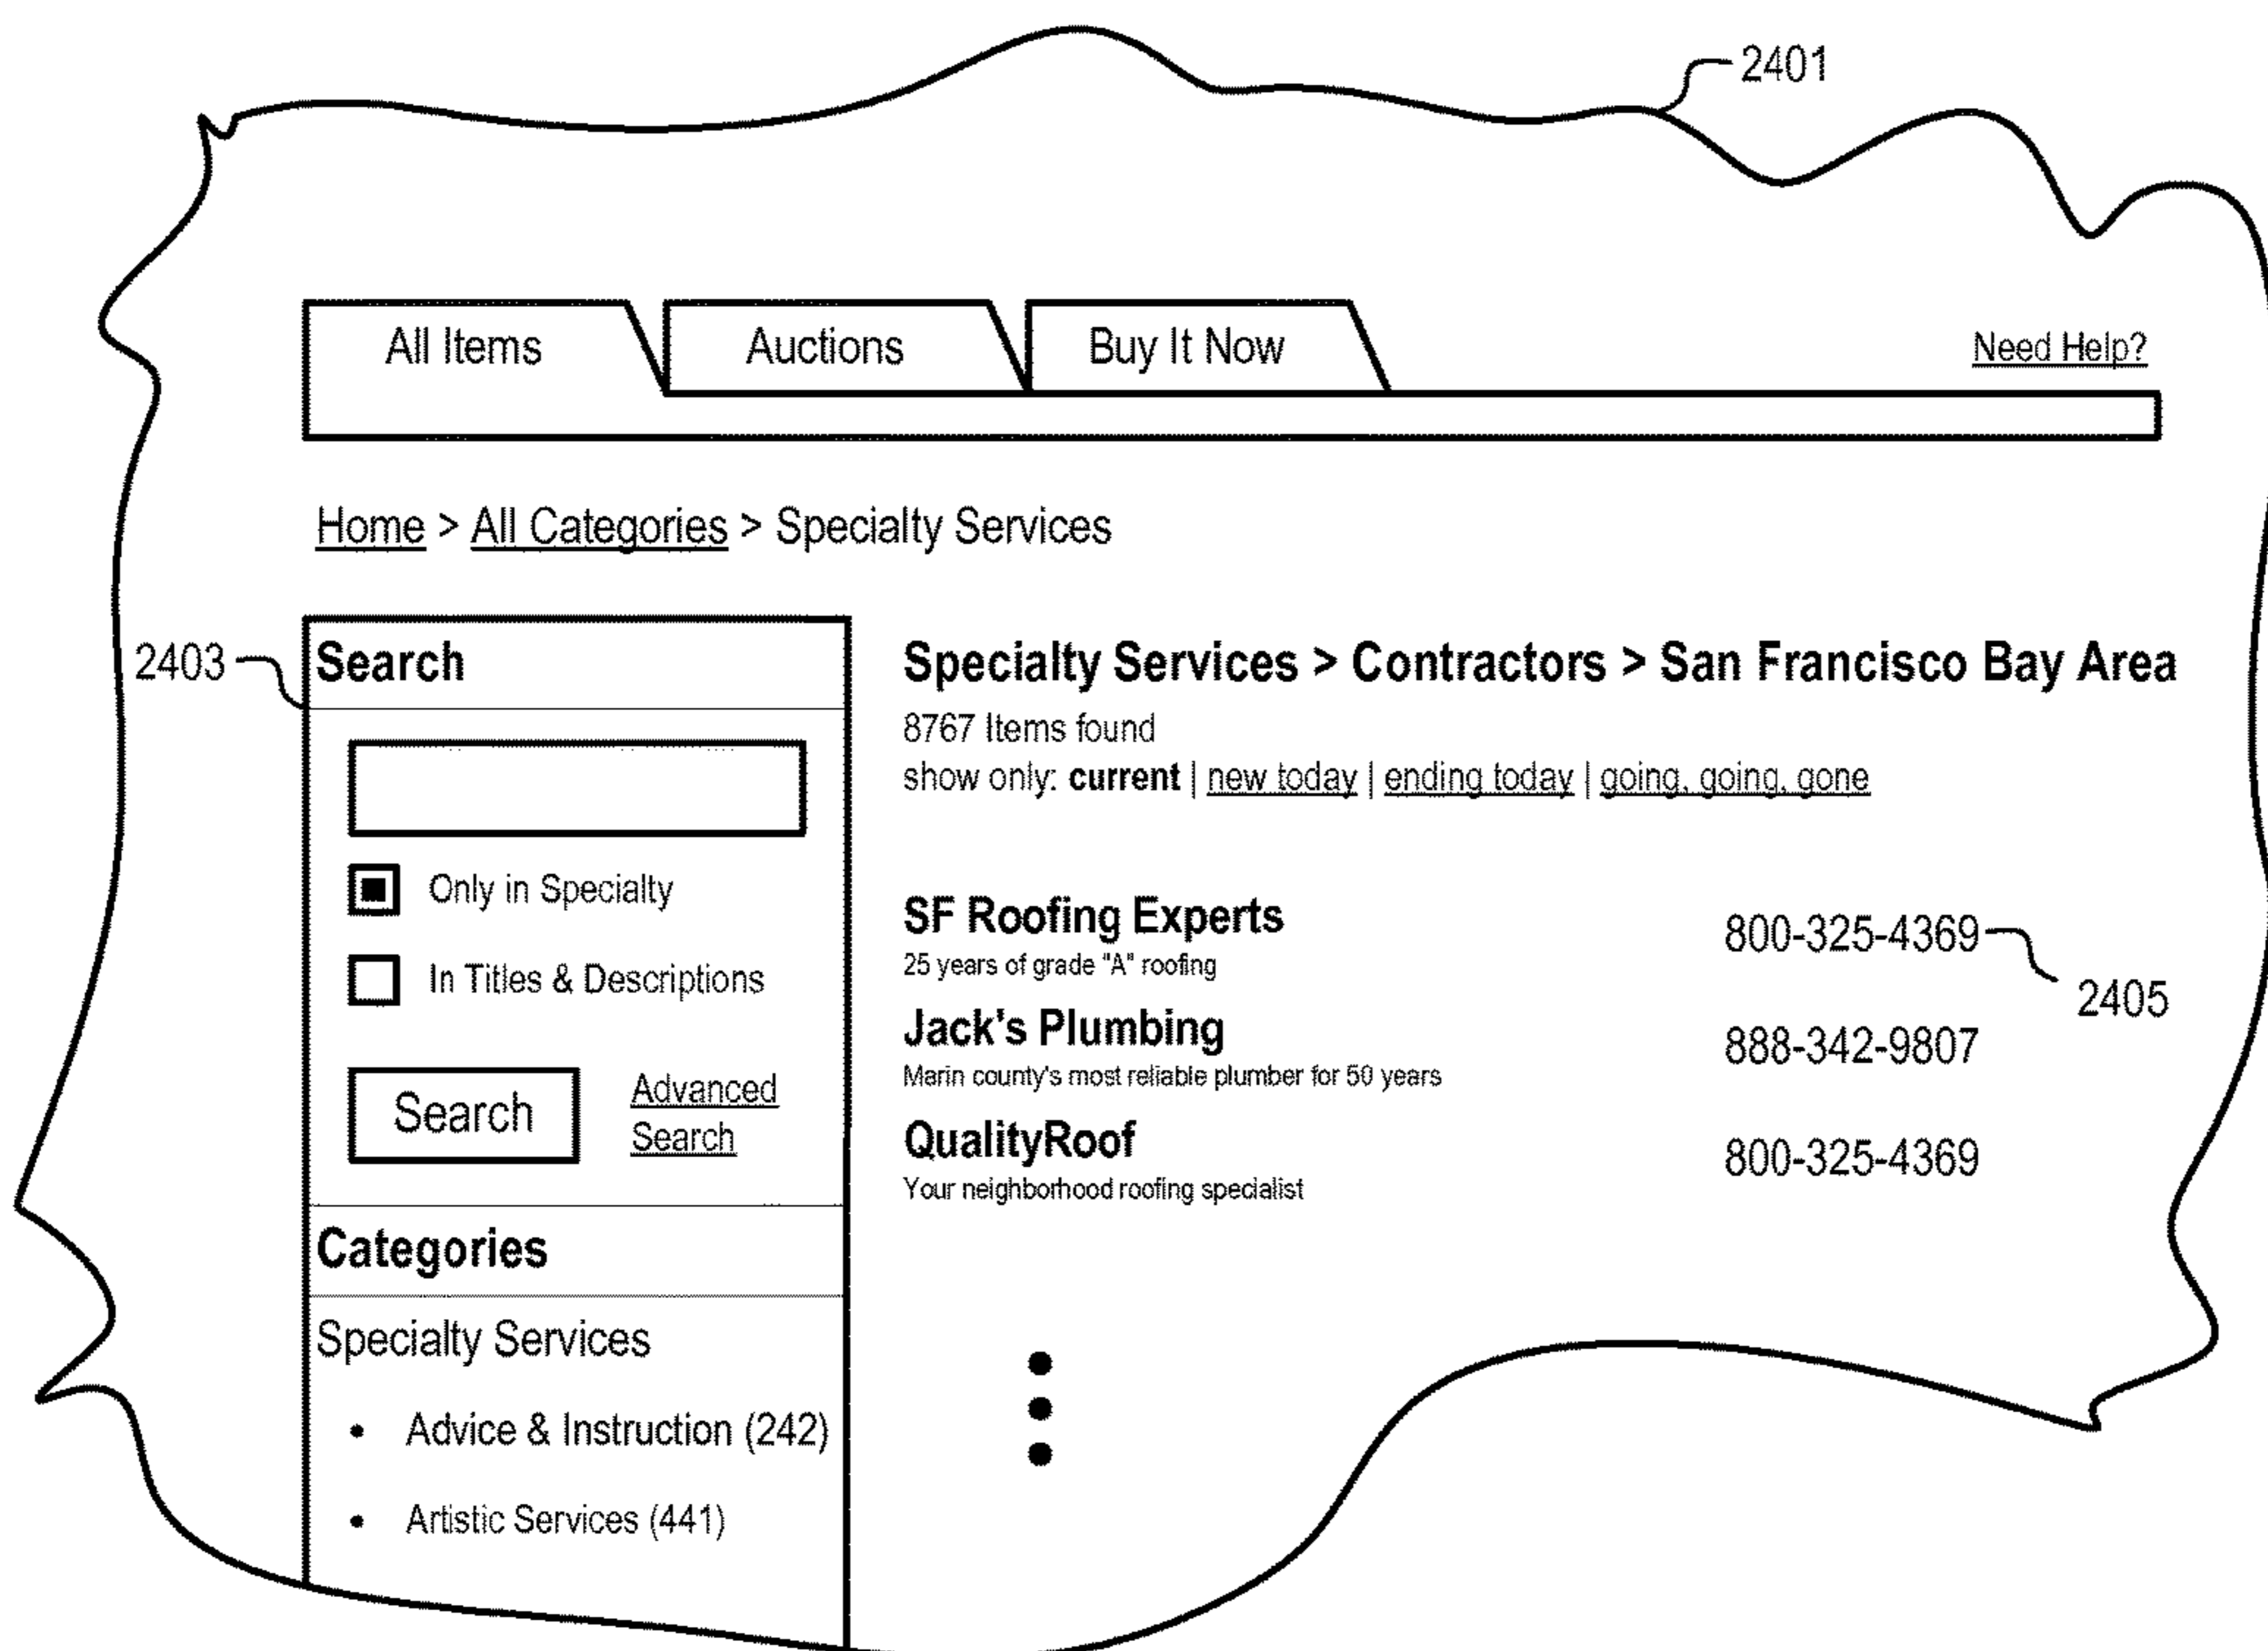 2401
All Items Auctions Buy It Now Need Help?
Home > All Categories > Specialty Services
2403
Search
Only in Specialty
In Titles & Descriptions
Search
Advanced
Search
Categories
Specialty Services
• Advice & Instruction (242)
• Artistic Services (441)
Specialty Services > Contractors > San Francisco Bay Area
8767 Items found
show only: current | new today | ending today | going, going, gone
SF Roofing Experts 800-325-4369
25 years of grade "A" roofing
2405
Jack's Plumbing 888-342-9807
Marin county's most reliable plumber for 50 years
QualityRoof 800-325-4369
Your neighborhood roofing specialist